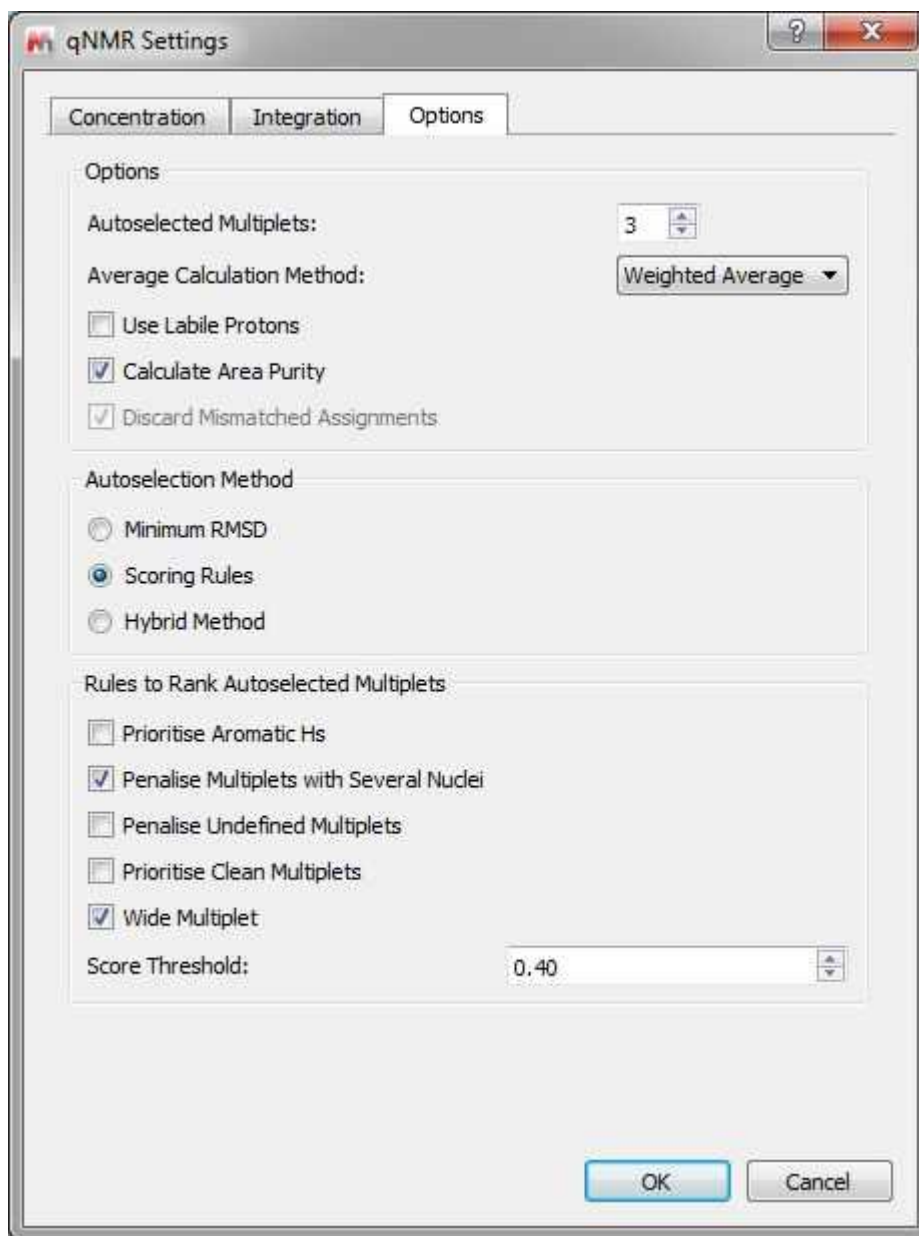 qNMR Settings
Concentration Integration Options
Options
Autoselected Multiplets: 3
Average Calculation Method: Weighted Average
Use Labile Protons
Calculate Area Purity
Discard Mismatched Assignments
Autoselection Method
Minimum RMSD
Scoring Rules
Hybrid Method
Rules to Rank Autoselected Multiplets
Prioritise Aromatic Hs
Penalise Multiplets with Several Nuclei
Penalise Undefined Multiplets
Prioritise Clean Multiplets
Wide Multiplet
Score Threshold: 0.40
OK Cancel